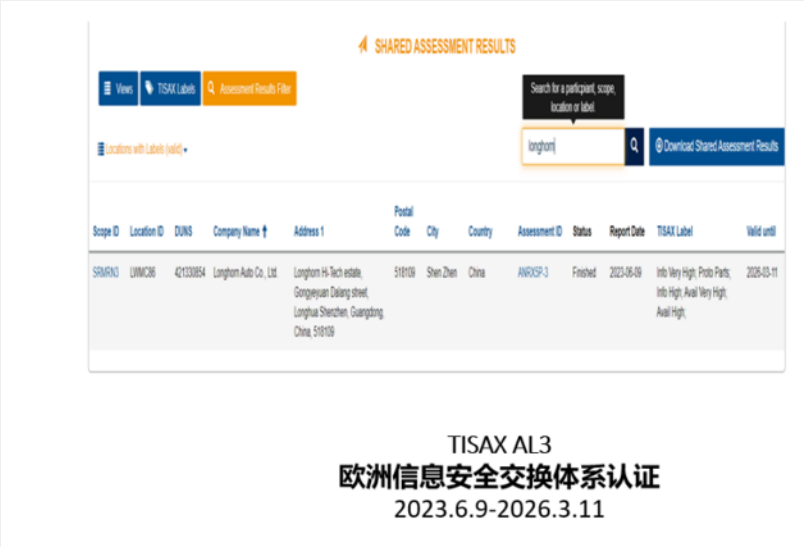 SHARED ASSESSMENT RESULTS
Views
TISAX Labels
Assessment Results Filter
Search for a particpiant, scope,
location or label.
Locations with Labels (valid)
longhorn
Download Shared Assessment Results
Scope ID Location ID DUNS Company Name Address 1 Postal Code City Country Assessment ID Status Report Date TISAX Label Valid until
SRMRN3 LWMC86 421330854 Longhorn Auto Co., Ltd. Longhorn Hi-Tech estate, 518109 Shen Zhen China ANRXSP-3 Finished 2023-06-09 Info Very High; Proto Parts; 2026-03-11
Gongyeyuan Dalang street, Info High; Avail Very High;
Longhua Shenzhen, Guangdong, Avail High;
China, 518109
TISAX AL3
欧洲信息安全交换体系认证
2023.6.9-2026.3.11